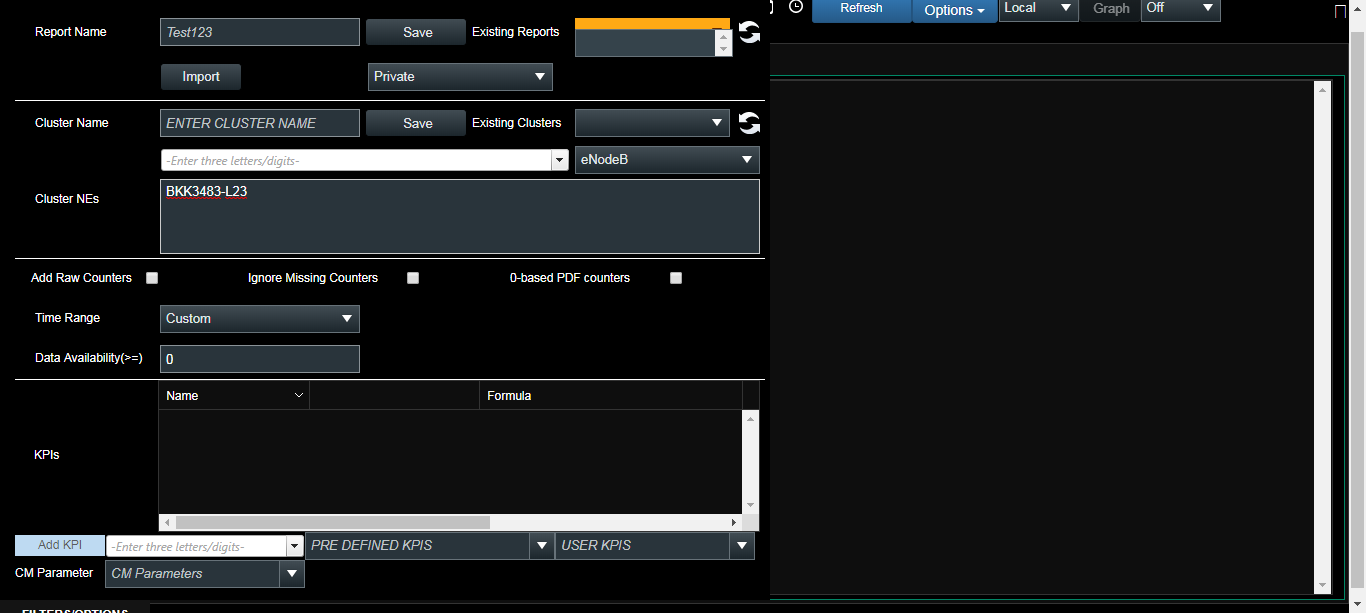 Report Name Test123 Save Existing Reports
Refresh Options Local Graph Off
Import Private
Cluster Name ENTER CLUSTER NAME Save Existing Clusters
-Enter three letters/digits- eNodeB
Cluster NEs BKK3483-L23
Add Raw Counters Ignore Missing Counters 0-based PDF counters
Time Range Custom
Data Availability(>=) 0
Name Formula
KPIs
Add KPI -Enter three letters/digits- PRE DEFINED KPIS USER KPIS
CM Parameter CM Parameters
FILTERS/OPTIONS